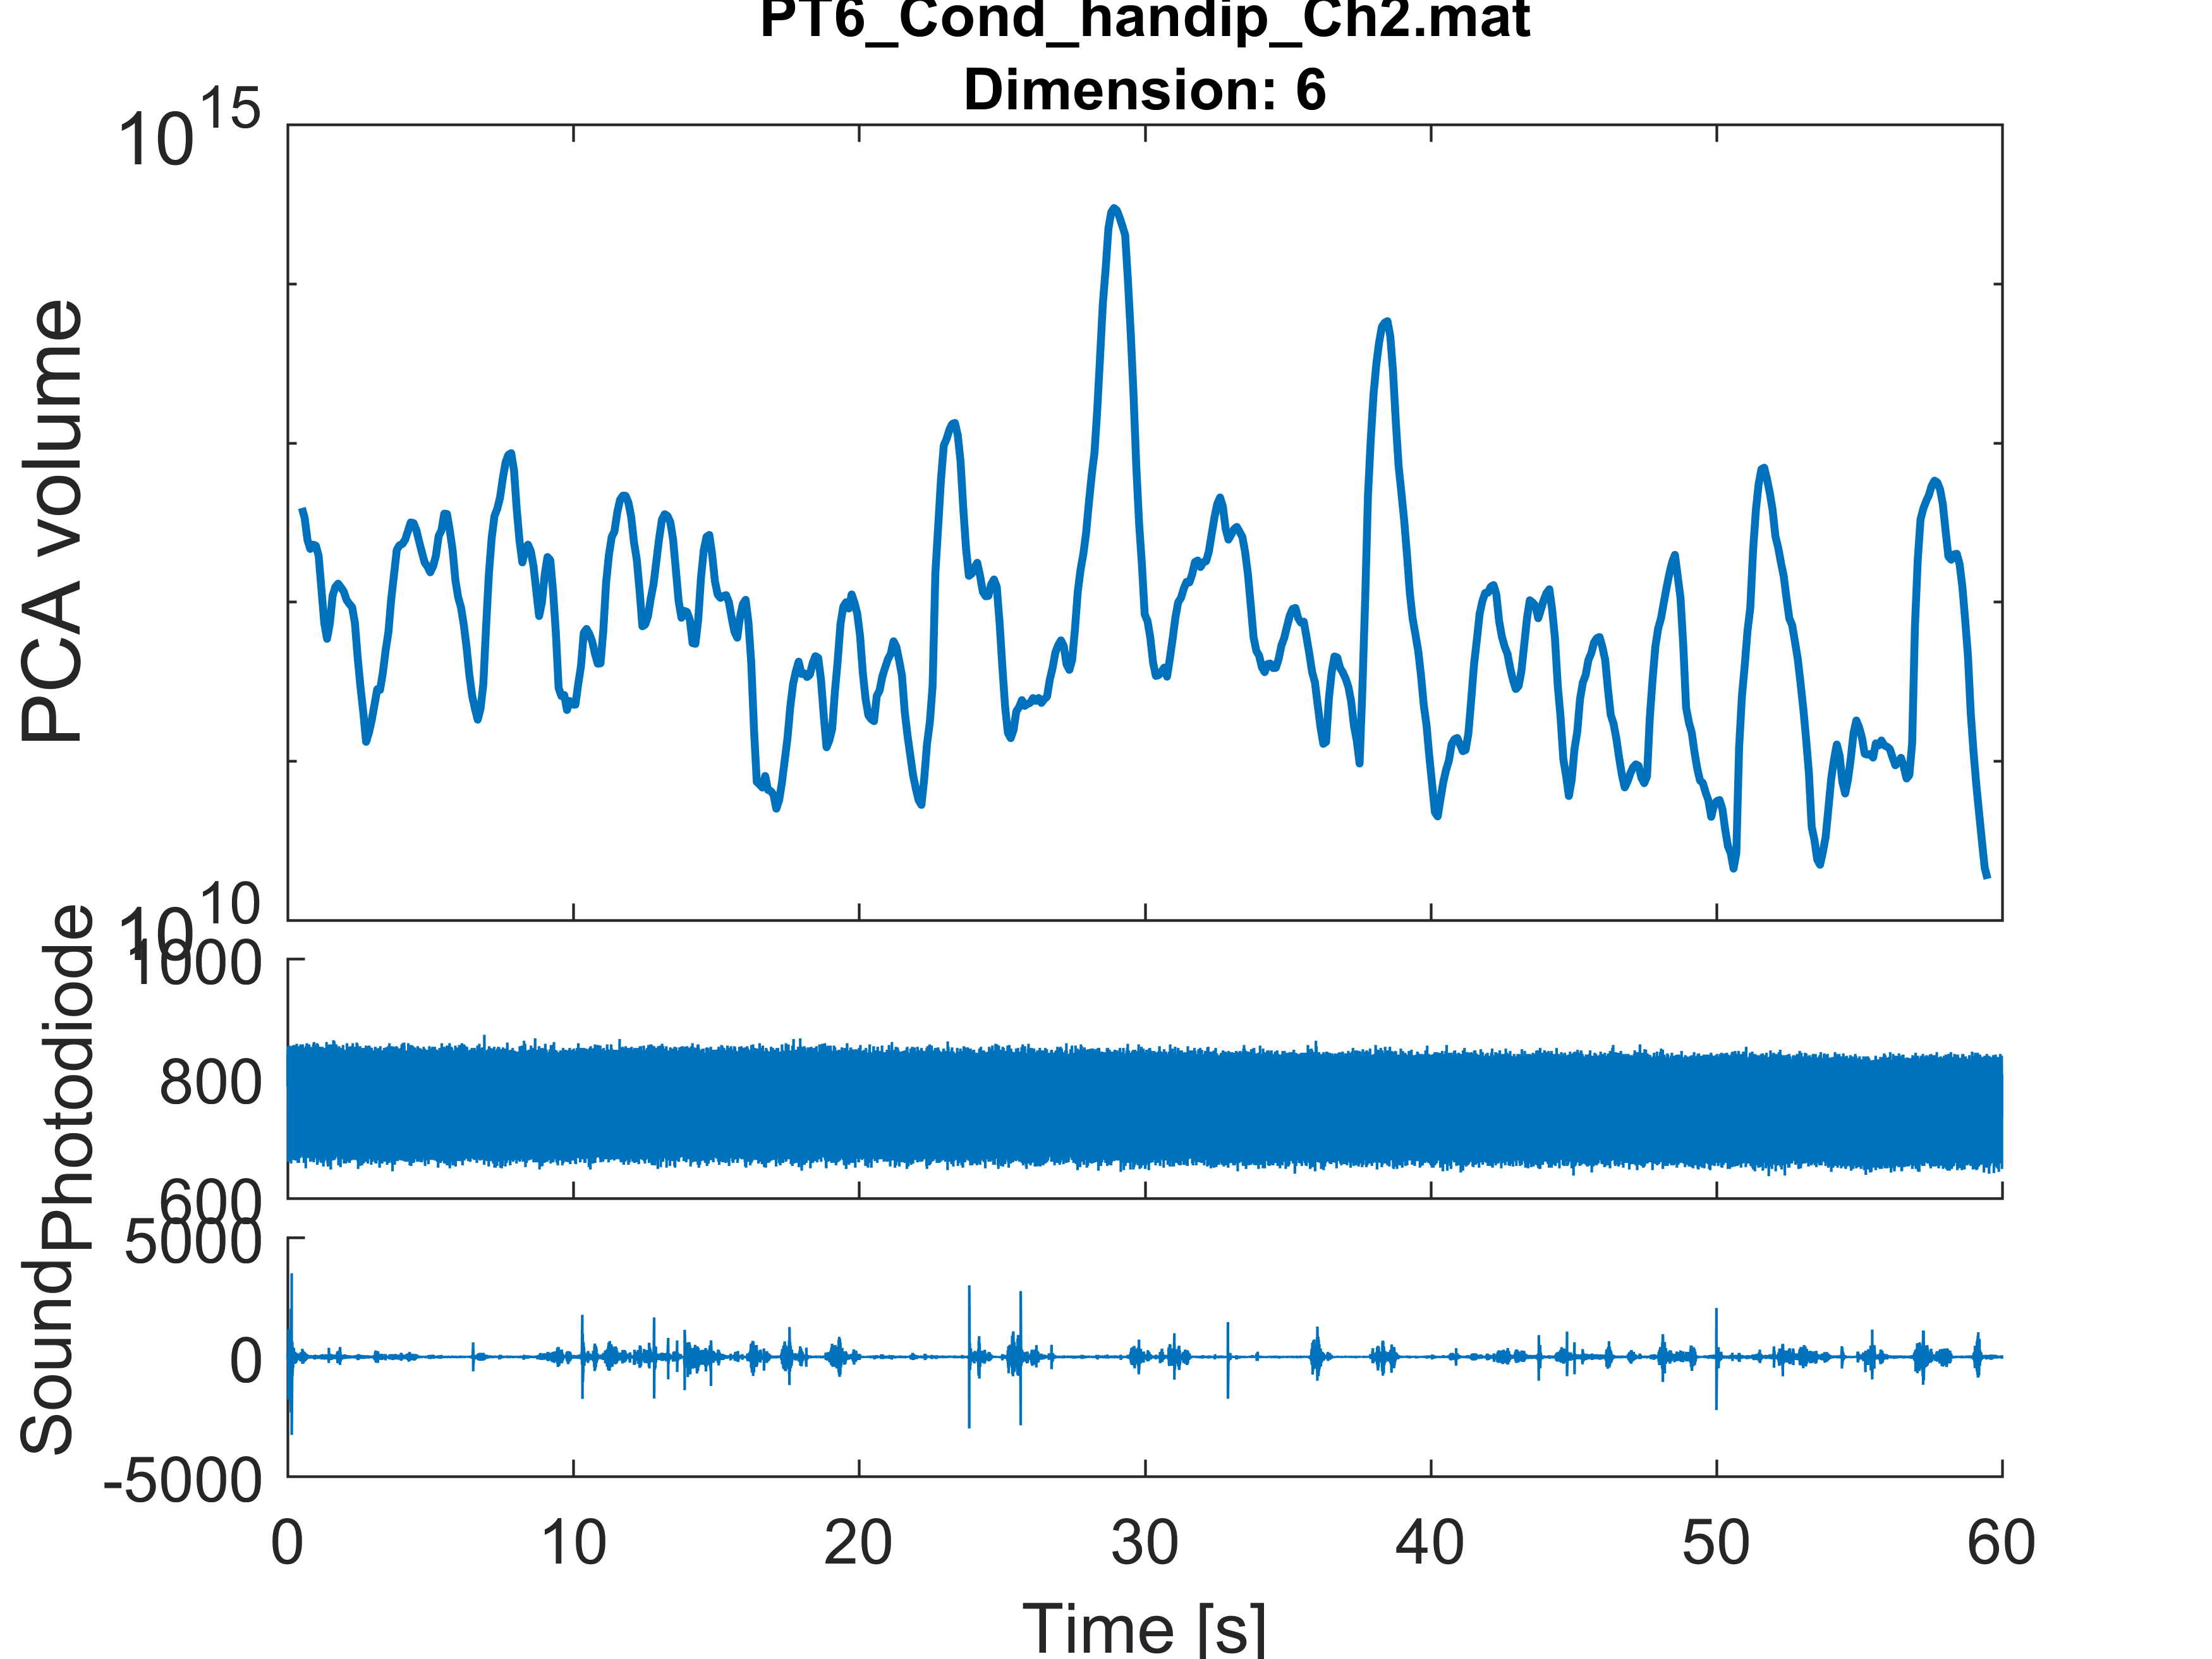 PT6_Cond_handip_Ch2.mat
Dimension: 6
10^15
PCA volume
10^10
1000
Photodiode
800
600
5000
Sound
0
-5000
0 10 20 30 40 50 60
Time [s]